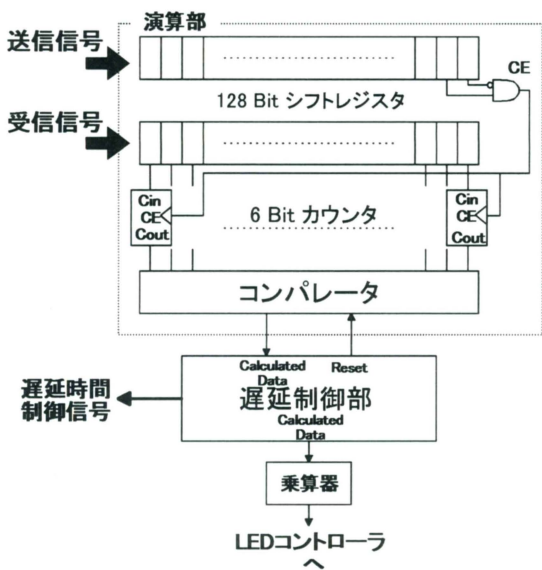 演算部
送信信号
CE
128 Bit シフトレジスタ
受信信号
Cin
CE
Cout
6 Bit カウンタ
Cin
CE
Cout
コンパレータ
Calculated
Data
Reset
遅延時間
制御信号
遅延制御部
Calculated
Data
乗算器
LEDコントローラ
へ